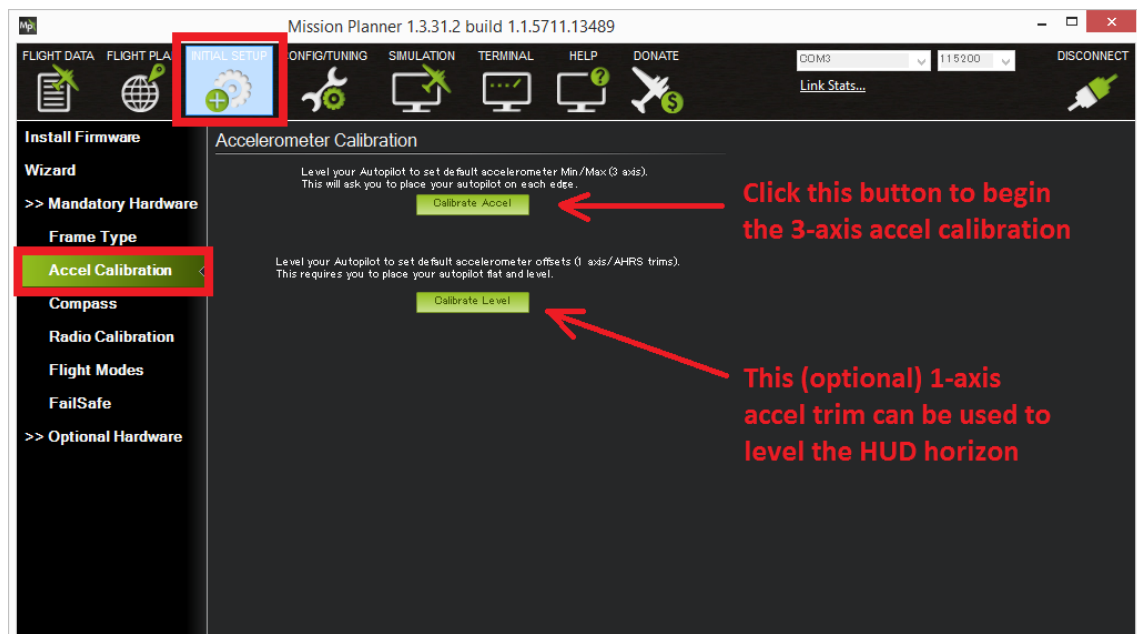 Mission Planner 1.3.31.2 build 1.1.5711.13489
FLIGHT DATA FLIGHT PLA INITIAL SETUP CONFIG/TUNING SIMULATION TERMINAL HELP DONATE COM3 115200 DISCONNECT
Link Stats...
Install Firmware
Wizard
>> Mandatory Hardware
Frame Type
Accel Calibration
Compass
Radio Calibration
Flight Modes
FailSafe
>> Optional Hardware
Accelerometer Calibration
Level your Autopilot to set default accelerometer Min/Max (3 axis).
This will ask you to place your autopilot on each edge.
Calibrate Accel
Click this button to begin
the 3-axis accel calibration
Level your Autopilot to set default accelerometer offsets (1 axis/AHRS trims).
This requires you to place your autopilot flat and level.
Calibrate Level
This (optional) 1-axis
accel trim can be used to
level the HUD horizon